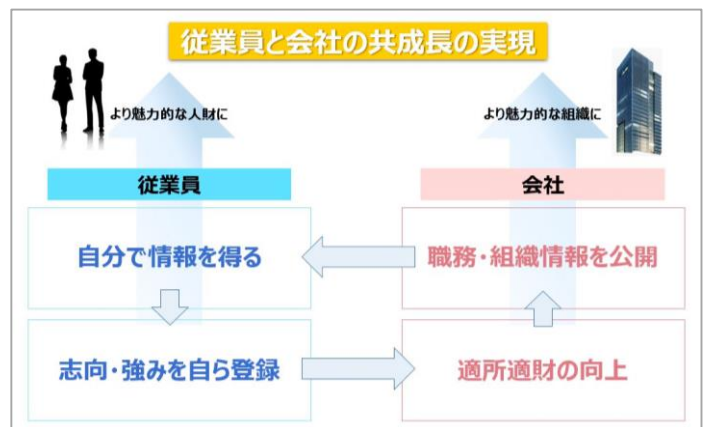 従業員と会社の共成長の実現
より魅力的な人財に
より魅力的な組織に
従業員
会社
自分で情報を得る
職務・組織情報を公開
志向・強みを自ら登録
適所適財の向上